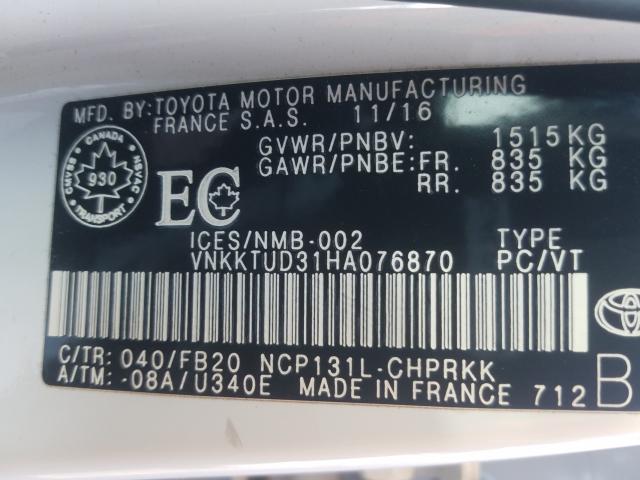 MFD. BY: TOYOTA MOTOR MANUFACTURING
FRANCE S.A.S. 11/16
GVWR/PNBV: 1515 KG
GAWR/PNBE: FR. 835 KG
RR. 835 KG
CANADA
CMVSS
NSVAC
930
TRANSPORT
EC
ICES/NMB-002 TYPE
VNKKTUD31HA076870 PC/VT
C/TR: 040/FB20 NCP131L-CHPRKK
A/TM: -08A/U340E MADE IN FRANCE 712 B